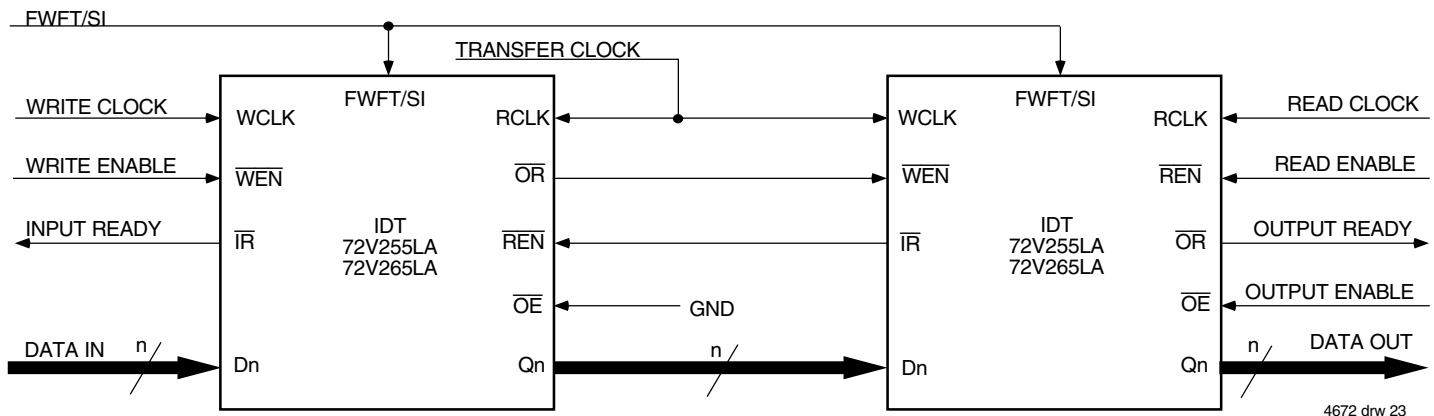 FWFT/SI
TRANSFER CLOCK
FWFT/SI
FWFT/SI
WRITE CLOCK
WCLK
RCLK
WCLK
RCLK
READ CLOCK
WRITE ENABLE
WEN
OR
WEN
REN
READ ENABLE
INPUT READY
IR
IDT
72V255LA
72V265LA
REN
IR
IDT
72V255LA
72V265LA
OR
OUTPUT READY
OE
GND
OE
OUTPUT ENABLE
DATA IN
n
Dn
Qn
n
Dn
Qn
n
DATA OUT
4672 drw 23